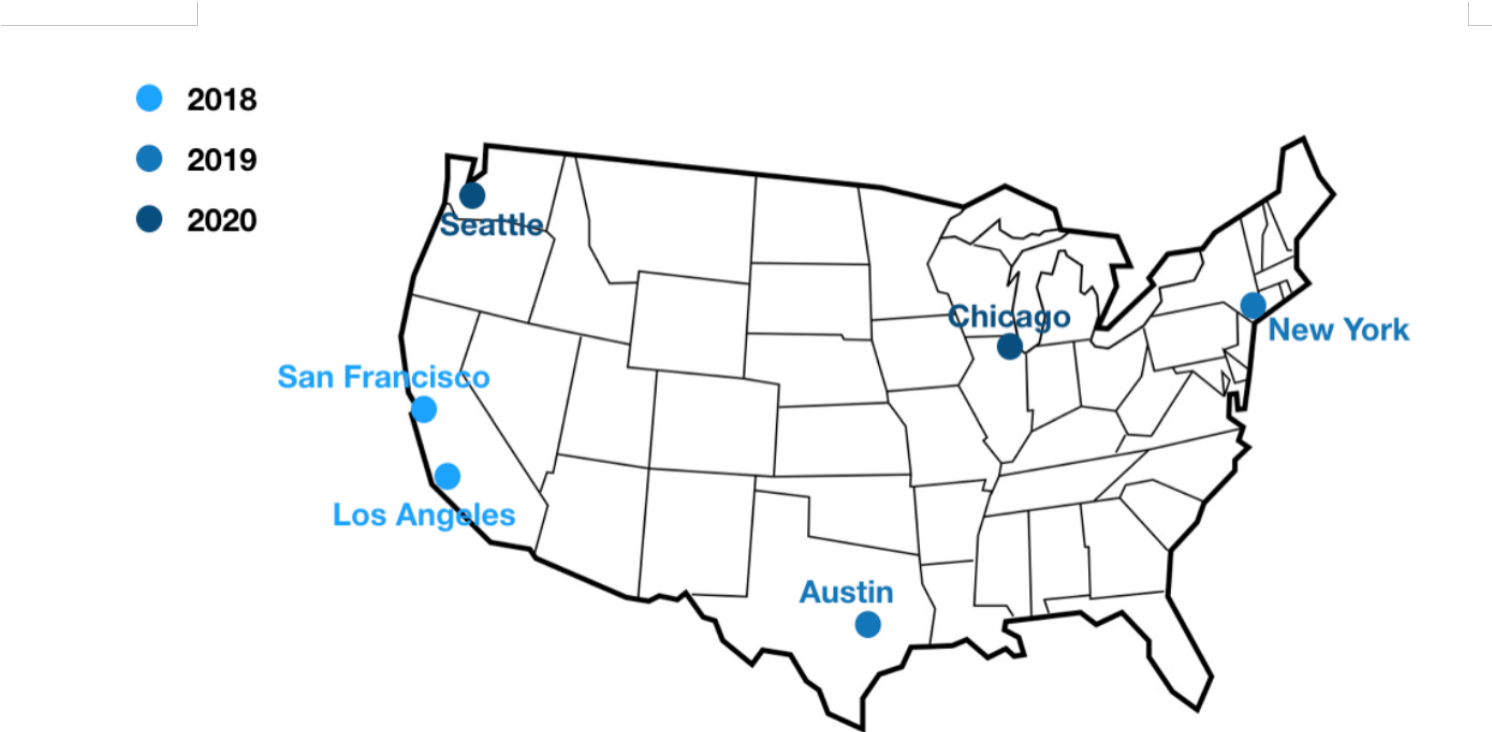 2018
2019
2020
Seattle
Chicago
New York
San Francisco
Los Angeles
Austin